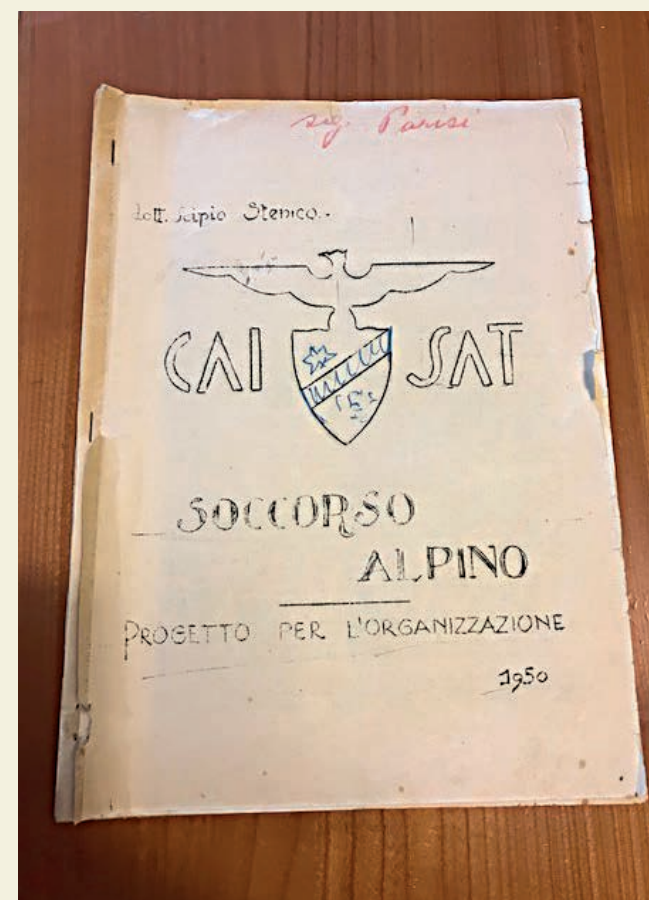 sig. Parisi
dott. Scipio Stenico.-
CAI SAT
SOCCORSO
ALPINO
PROGETTO PER L'ORGANIZZAZIONE
1950